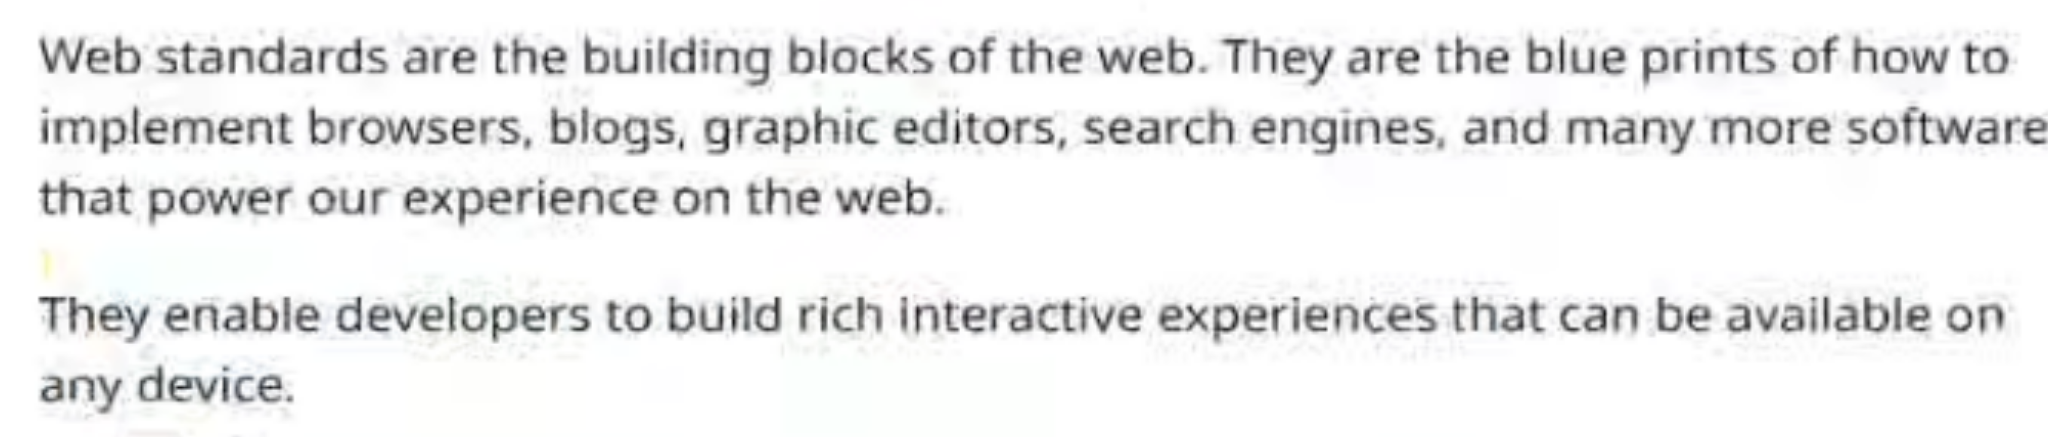 Web standards are the building blocks of the web. They are the blue prints of how to
implement browsers, blogs, graphic editors, search engines, and many more software
that power our experience on the web.
They enable developers to build rich interactive experiences that can be available on
any device.